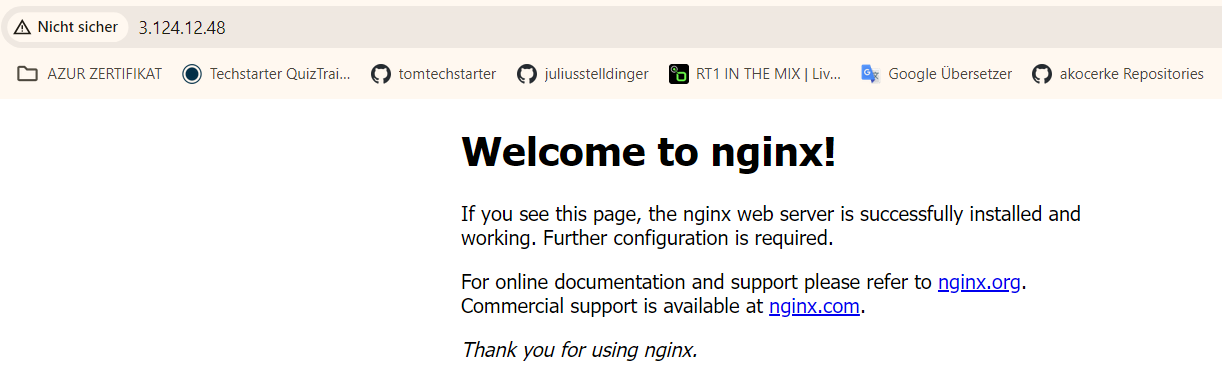 Nicht sicher 3.124.12.48
AZUR ZERTIFIKAT Techstarter QuizTrai... tomtechstarter juliusstelldinger RT1 IN THE MIX | Liv... Google Übersetzer akocerke Repositories
Welcome to nginx!
If you see this page, the nginx web server is successfully installed and
working. Further configuration is required.
For online documentation and support please refer to nginx.org.
Commercial support is available at nginx.com.
Thank you for using nginx.